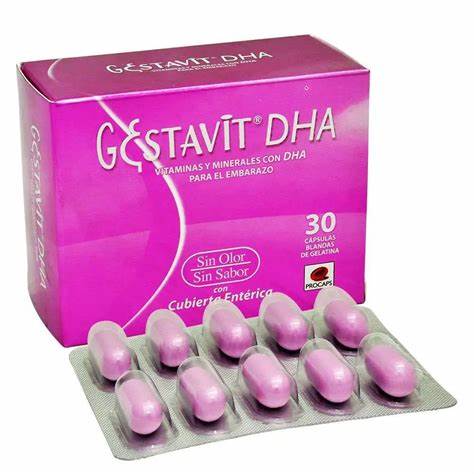 GESTAVIT® DHA
VITAMINAS Y MINERALES CON DHA
PARA EL EMBARAZO
30
CÁPSULAS
BLANDAS
DE GELATINA
Sin Olor
Sin Sabor
con
Cubierta Entérica
PROCAPS
GESTAVIT DHA